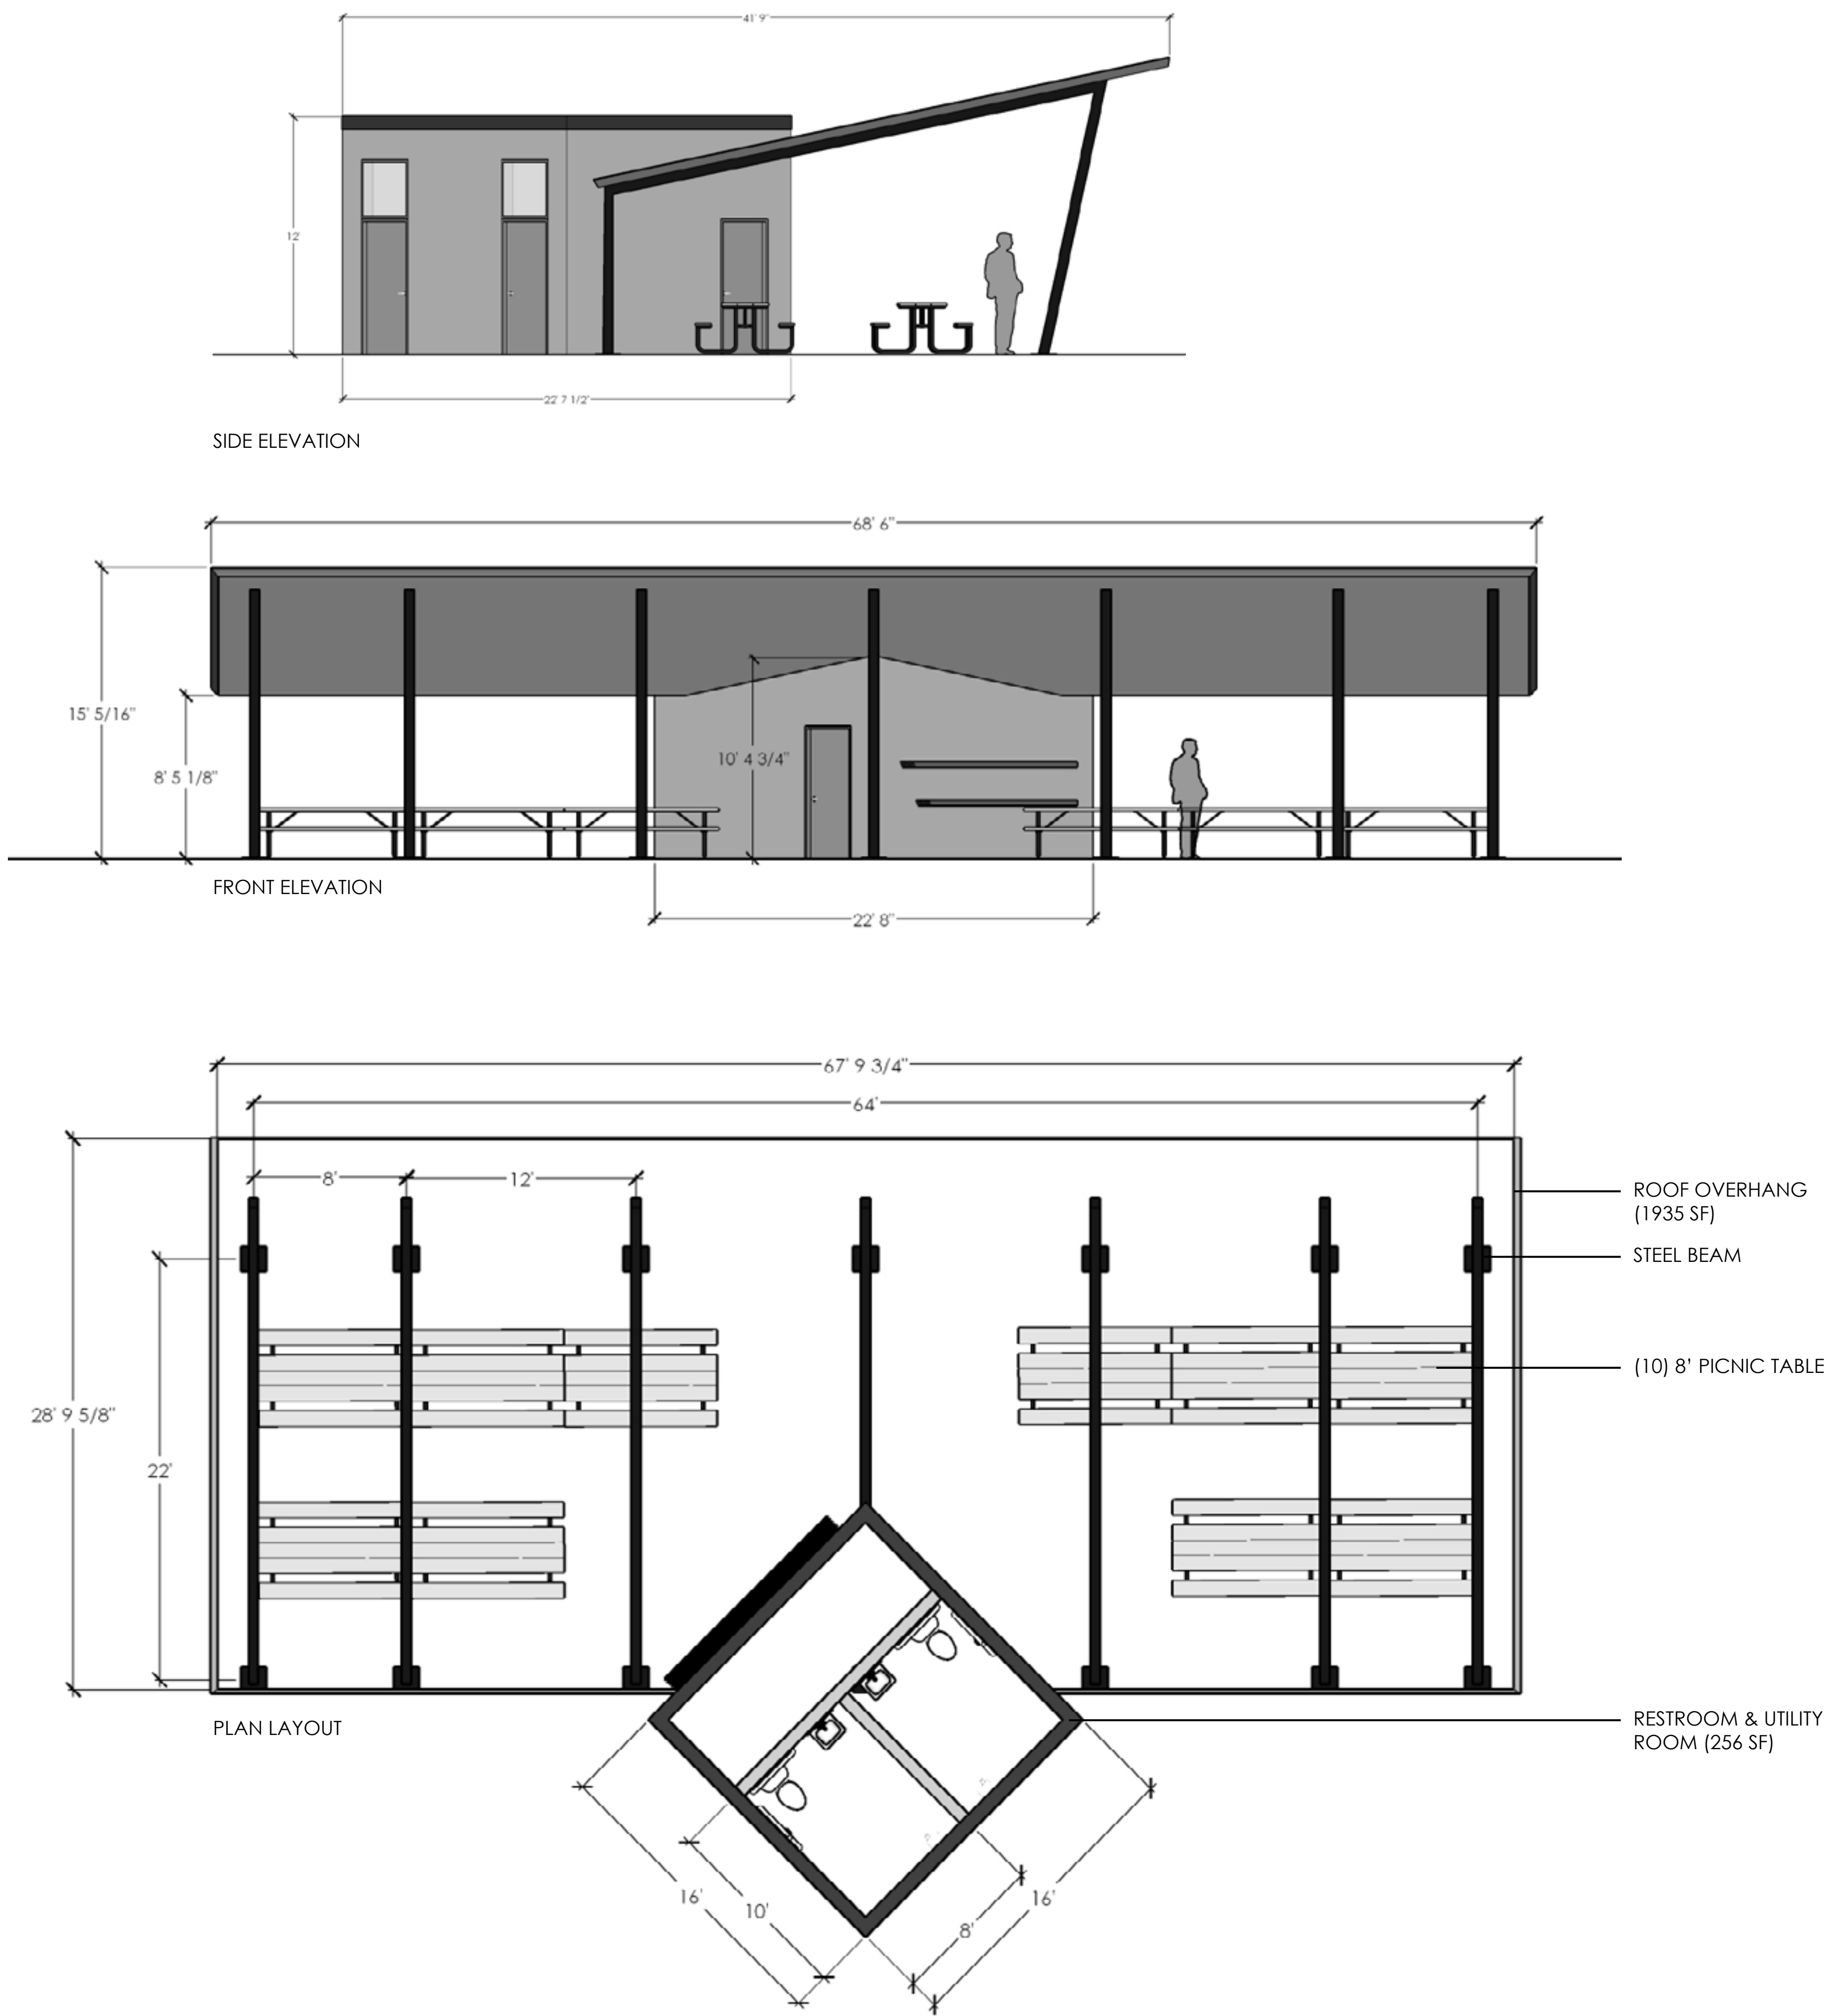 41' 9"
12'
22' 7 1/2"
SIDE ELEVATION
68' 6"
15' 5/16"
8' 5 1/8"
10' 4 3/4"
FRONT ELEVATION
22' 8"
67' 9 3/4"
64'
8'
12'
ROOF OVERHANG
(1935 SF)
STEEL BEAM
(10) 8’ PICNIC TABLE
28' 9 5/8"
22'
PLAN LAYOUT
RESTROOM & UTILITY
ROOM (256 SF)
16'
10'
8'
16'